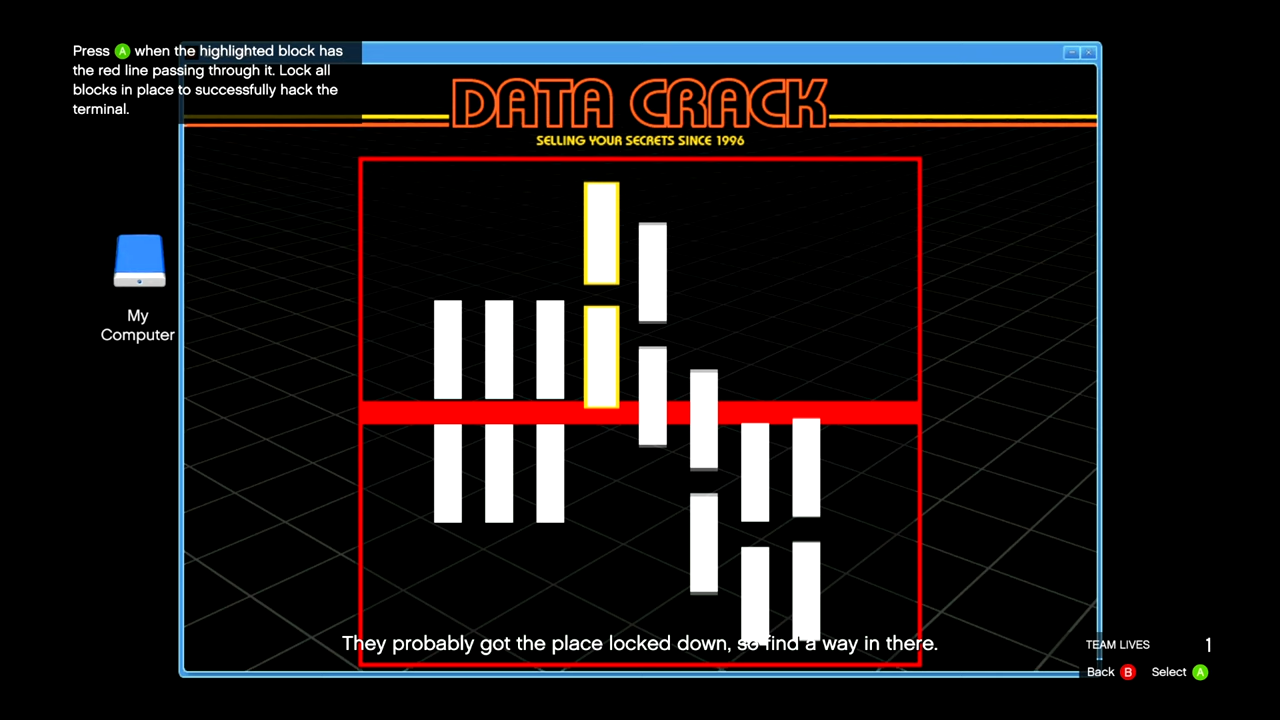 Press A when the highlighted block has
the red line passing through it. Lock all
blocks in place to successfully hack the
terminal.
DATA CRACK
SELLING YOUR SECRETS SINCE 1996
My
Computer
They probably got the place locked down, so find a way in there.
TEAM LIVES 1
Back B Select A